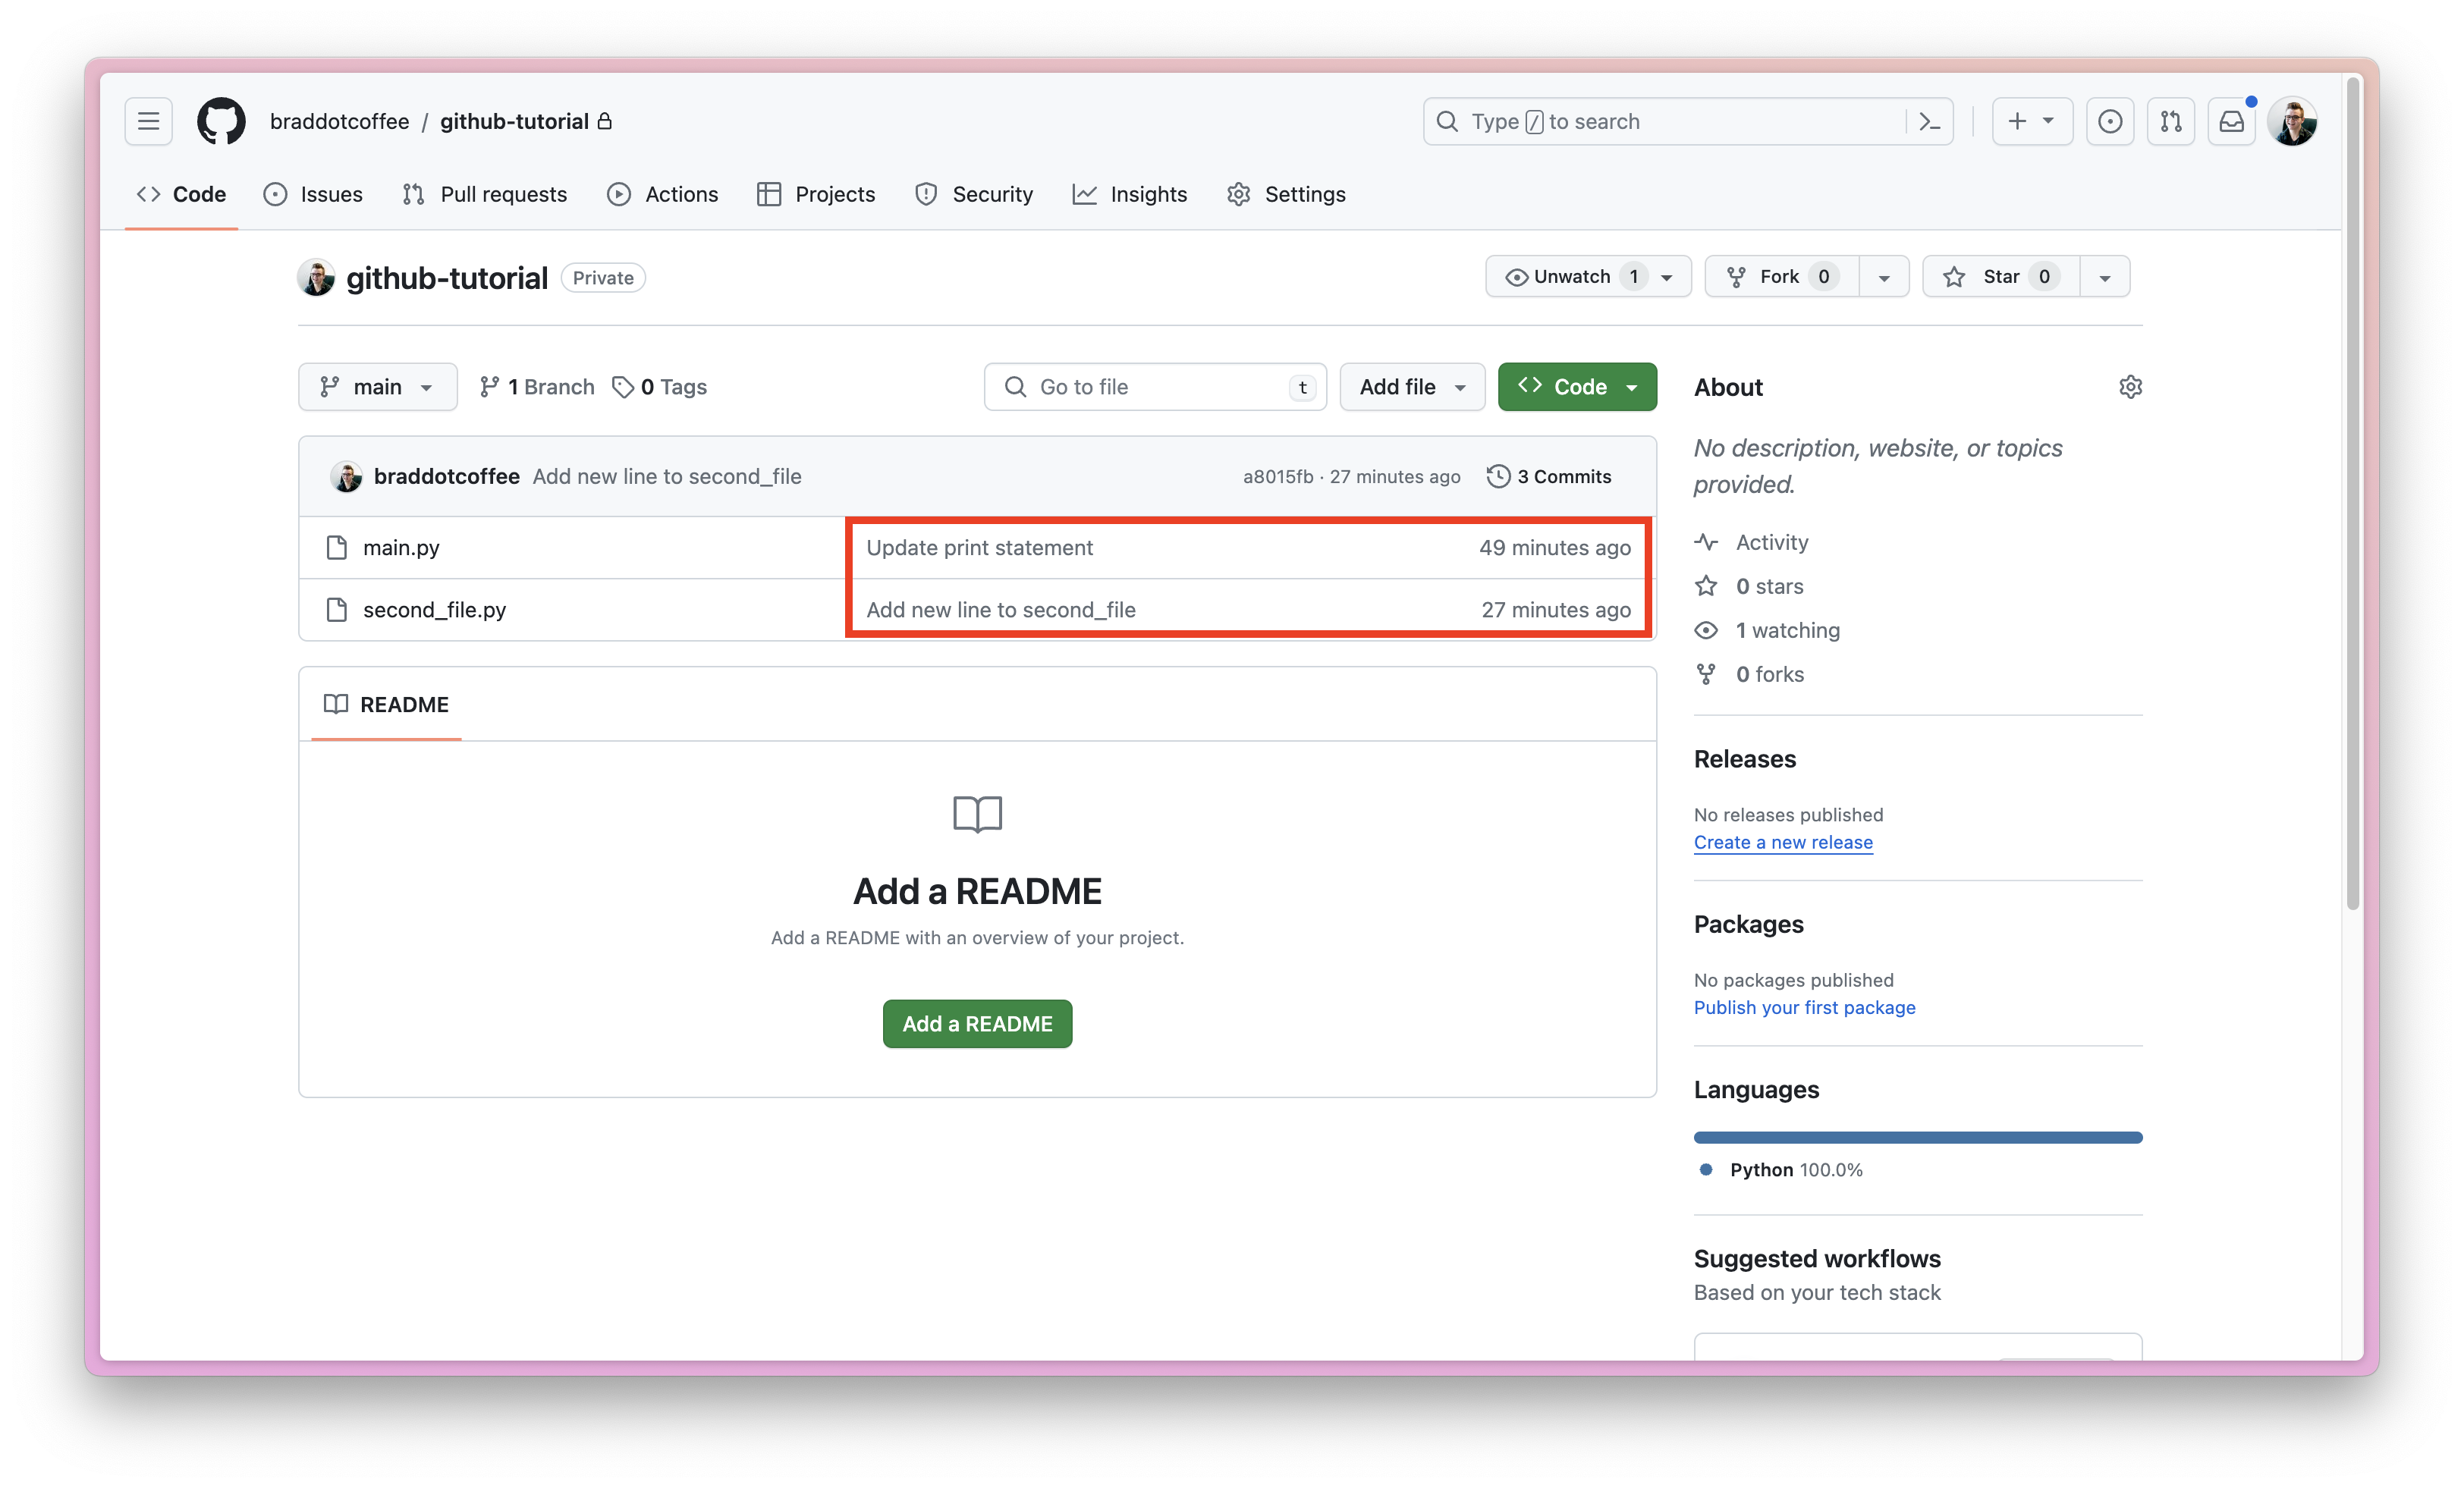 braddotcoffee / github-tutorial
Type / to search
Code Issues Pull requests Actions Projects Security Insights Settings
github-tutorial Private
Unwatch 1 Fork 0 Star 0
main 1 Branch 0 Tags
Go to file t
Add file
Code
braddotcoffee Add new line to second_file a8015fb · 27 minutes ago 3 Commits
main.py Update print statement 49 minutes ago
second_file.py Add new line to second_file 27 minutes ago
README
Add a README
Add a README with an overview of your project.
Add a README
About
No description, website, or topics
provided.
Activity
0 stars
1 watching
0 forks
Releases
No releases published
Create a new release
Packages
No packages published
Publish your first package
Languages
Python 100.0%
Suggested workflows
Based on your tech stack